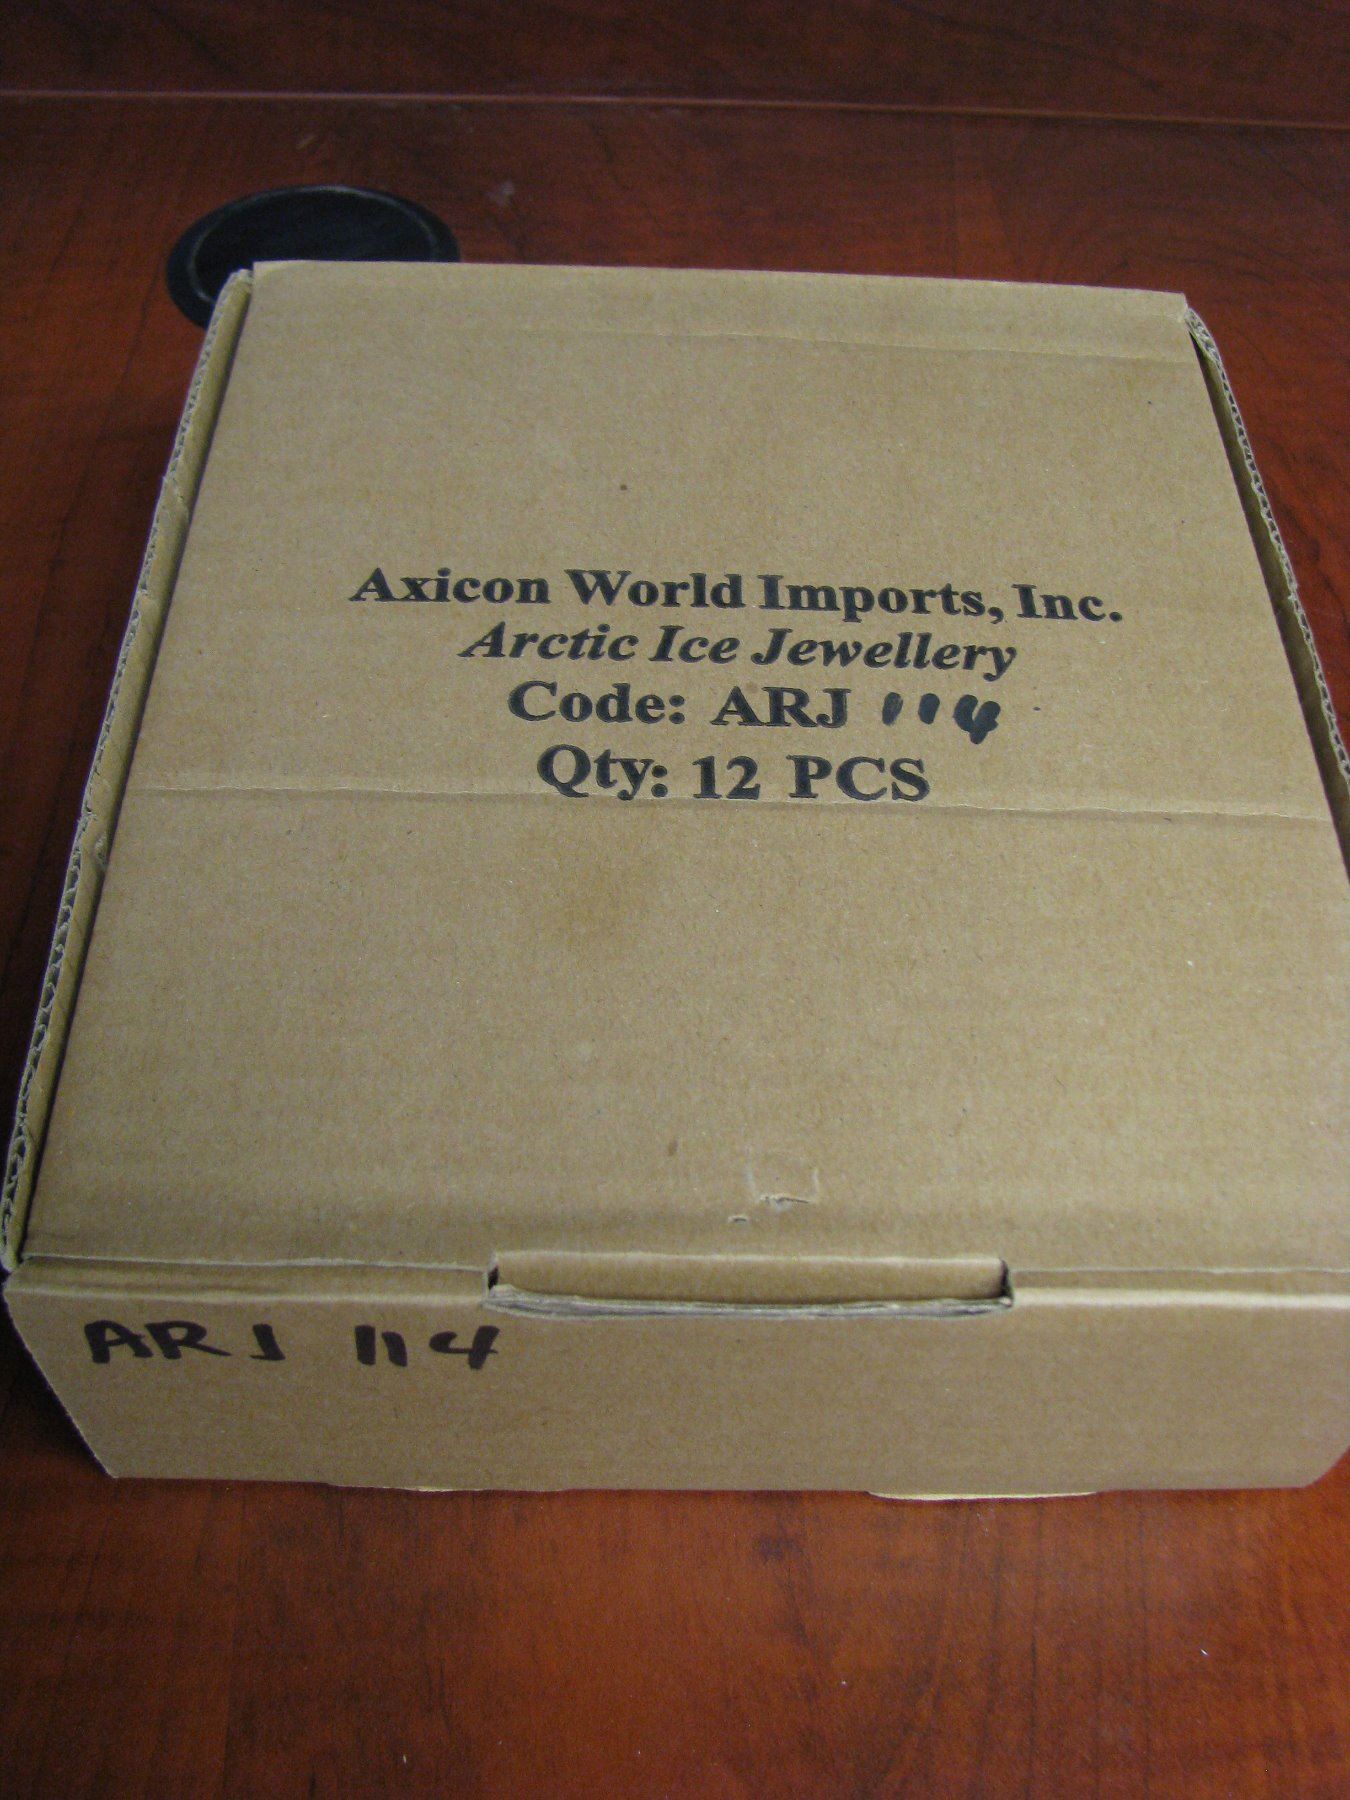 Axicon World Imports, Inc.
Arctic Ice Jewellery
Code: ARJ 114
Qty: 12 PCS
ARJ 114